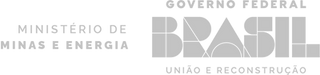 MINISTÉRIO DE
MINAS E ENERGIA
GOVERNO FEDERAL
BRASIL
UNIÃO E RECONSTRUÇÃO